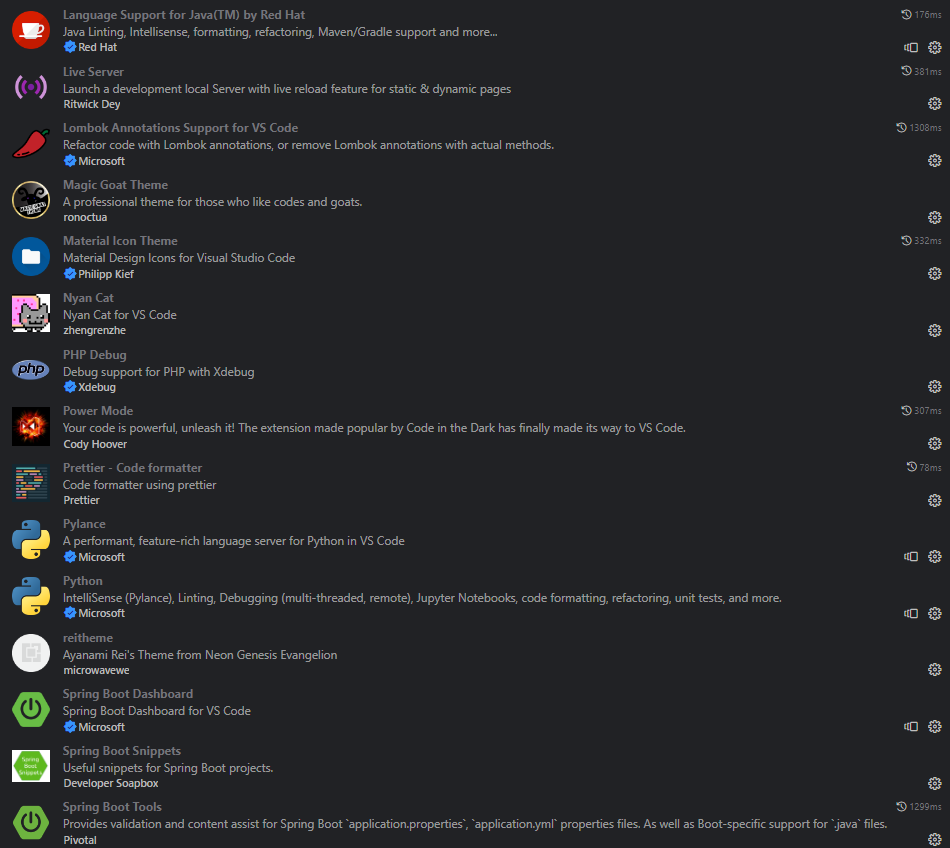 Language Support for Java(TM) by Red Hat 176ms
Java Linting, Intellisense, formatting, refactoring, Maven/Gradle support and more...
Red Hat
Live Server 381ms
Launch a development local Server with live reload feature for static & dynamic pages
Ritwick Dey
Lombok Annotations Support for VS Code 1308ms
Refactor code with Lombok annotations, or remove Lombok annotations with actual methods.
Microsoft
Magic Goat Theme
A professional theme for those who like codes and goats.
ronoctua
Material Icon Theme 332ms
Material Design Icons for Visual Studio Code
Philipp Kief
Nyan Cat
Nyan Cat for VS Code
zhengrenzhe
PHP Debug
php
Debug support for PHP with Xdebug
Xdebug
Power Mode 307ms
Your code is powerful, unleash it! The extension made popular by Code in the Dark has finally made its way to VS Code.
Cody Hoover
Prettier - Code formatter 78ms
Code formatter using prettier
Prettier
Pylance
A performant, feature-rich language server for Python in VS Code
Microsoft
Python
IntelliSense (Pylance), Linting, Debugging (multi-threaded, remote), Jupyter Notebooks, code formatting, refactoring, unit tests, and more.
Microsoft
reitheme
Ayanami Rei's Theme from Neon Genesis Evangelion
microwavewe
Spring Boot Dashboard
Spring Boot Dashboard for VS Code
Microsoft
Spring Boot Snippets
Spring
Boot
Snippets
Useful snippets for Spring Boot projects.
Developer Soapbox
Spring Boot Tools 1299ms
Provides validation and content assist for Spring Boot `application.properties`, `application.yml` properties files. As well as Boot-specific support for `.java` files.
Pivotal